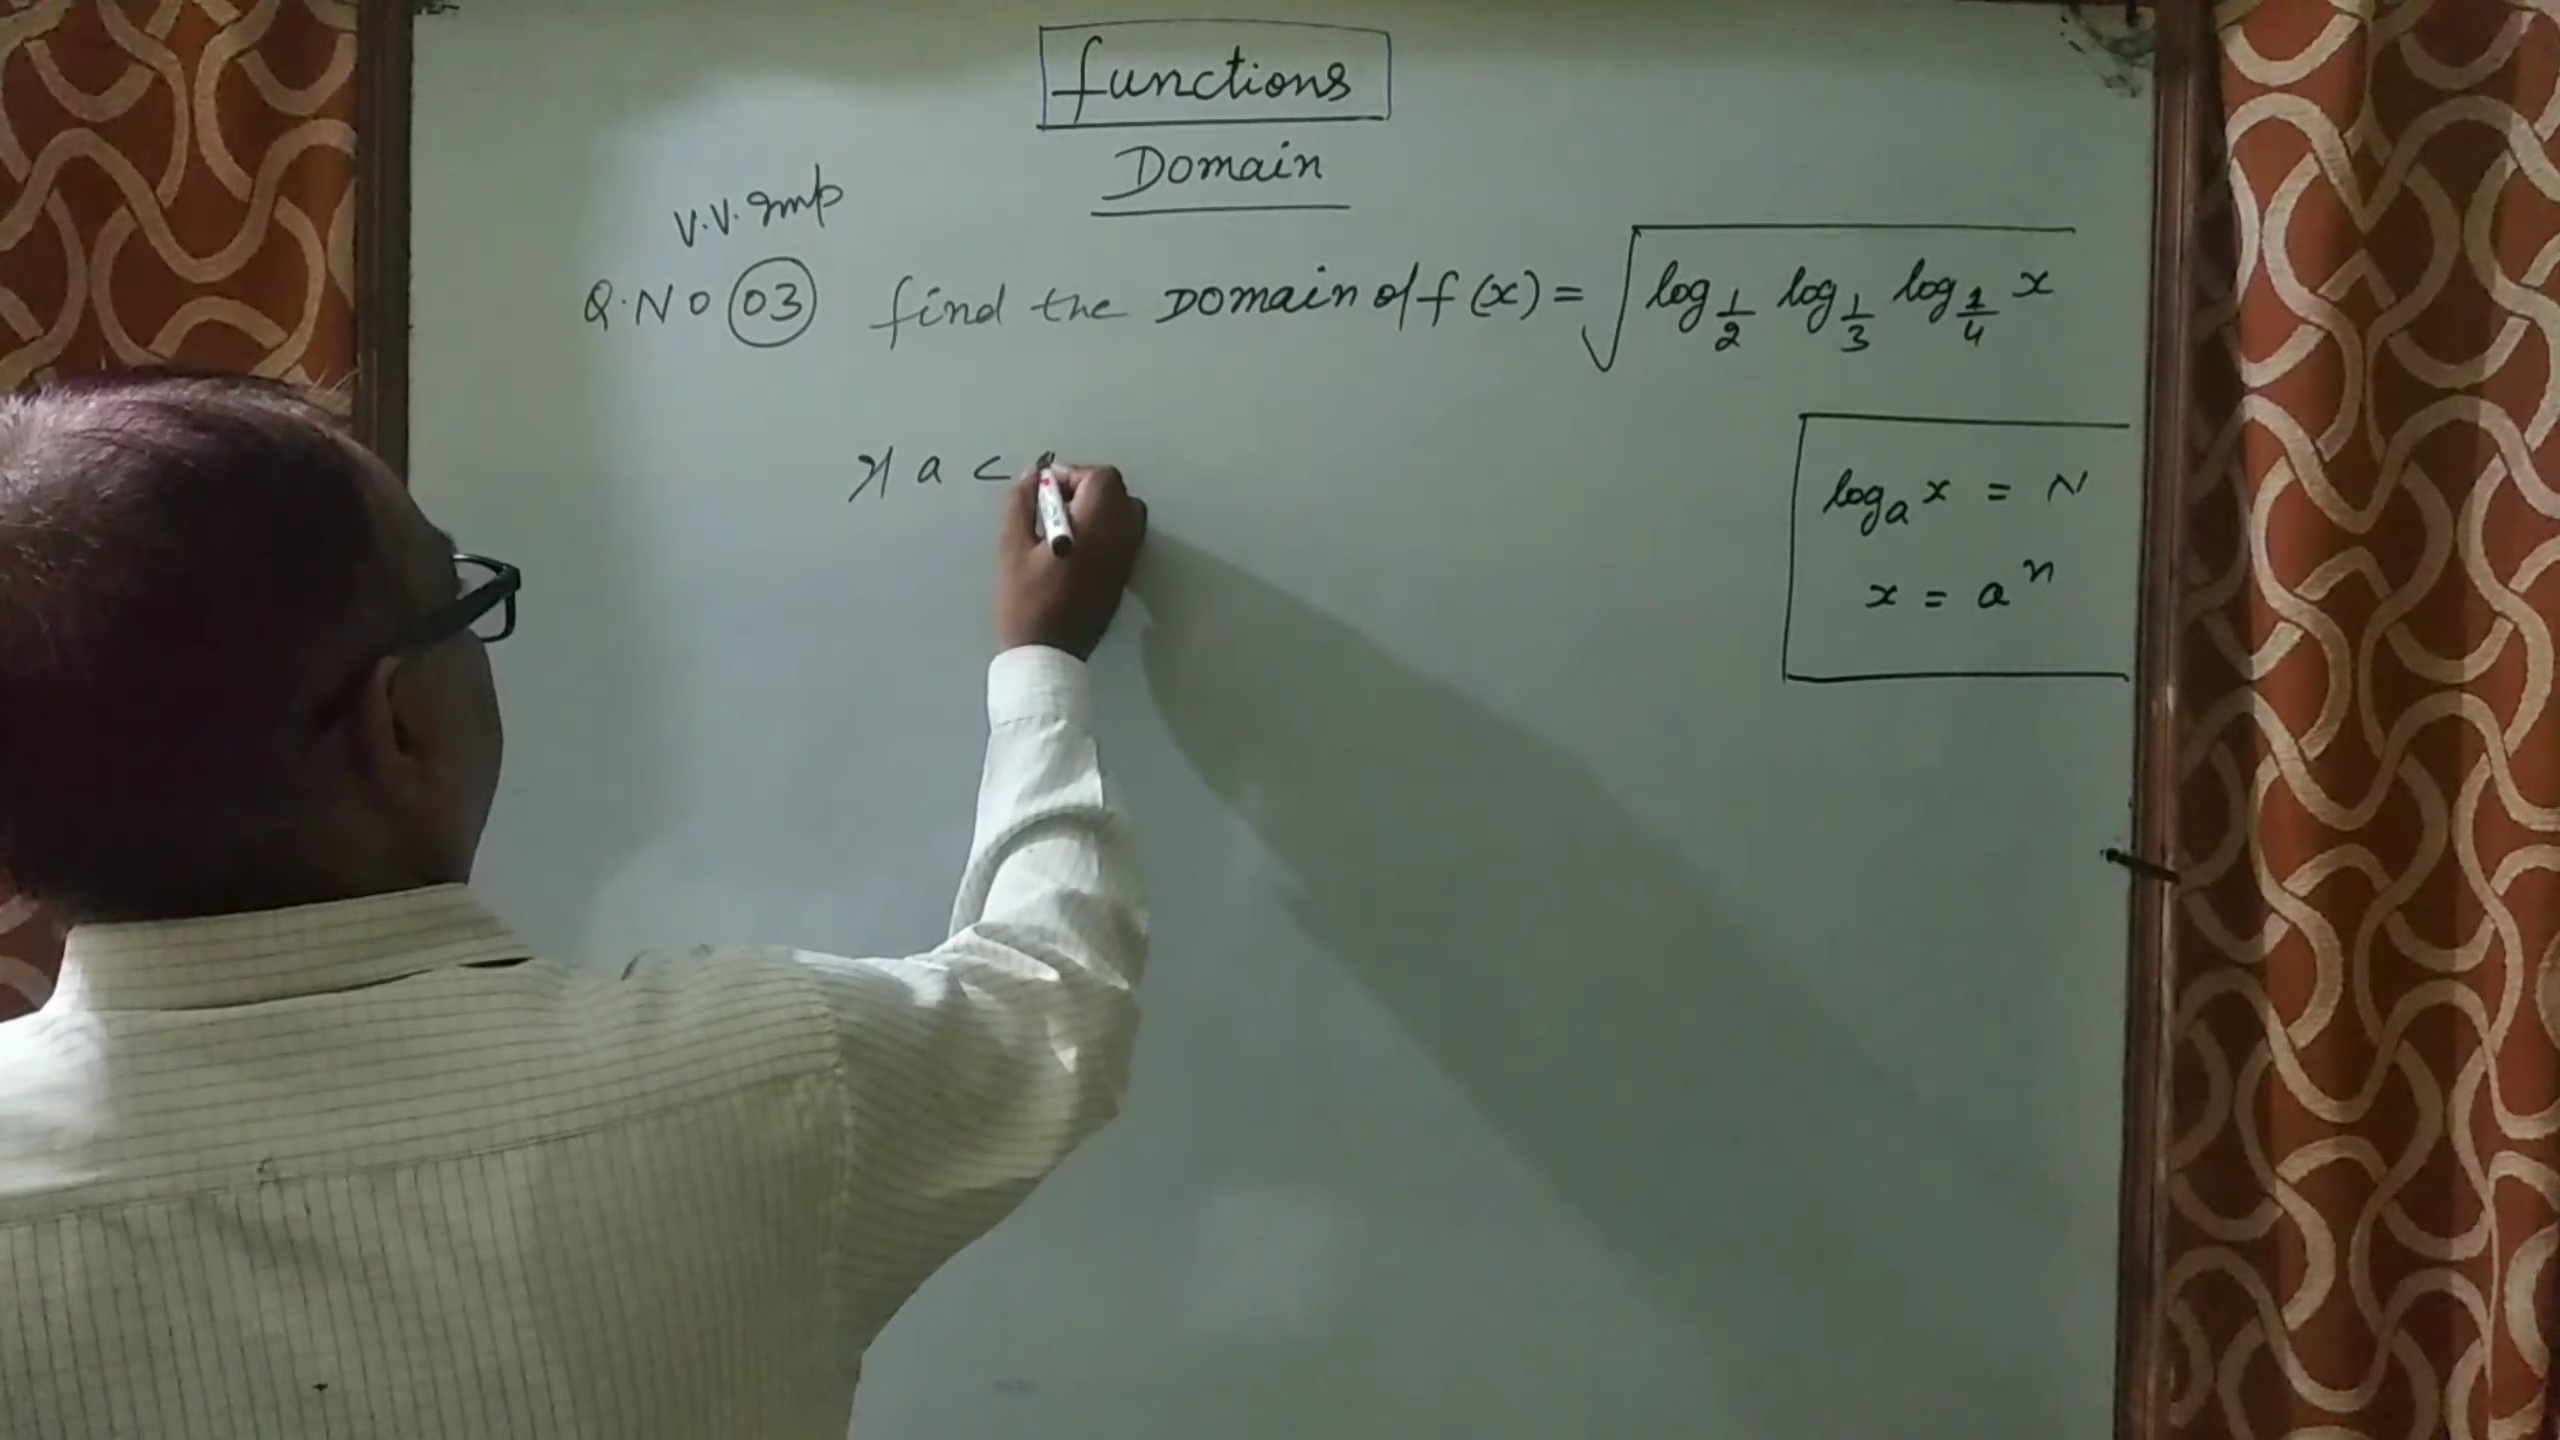 functions
Domain
V.V. Imp
Q.NO 03 find the Domain of f(x) = √(log_{1/2} log_{1/3} log_{1/4} x)
If a <
log_a x = N
x = a^n